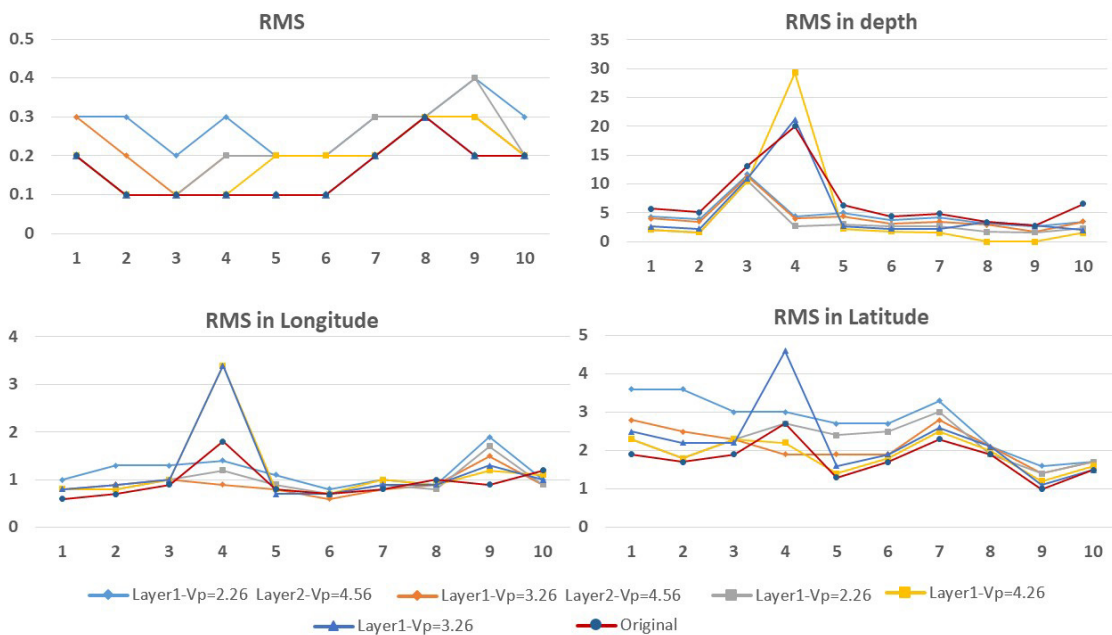 RMS
0.5
0.4
0.3
0.2
0.1
0
1 2 3 4 5 6 7 8 9 10
RMS in depth
35
30
25
20
15
10
5
0
1 2 3 4 5 6 7 8 9 10
RMS in Longitude
4
3
2
1
0
1 2 3 4 5 6 7 8 9 10
RMS in Latitude
5
4
3
2
1
0
1 2 3 4 5 6 7 8 9 10
Layer1-Vp=2.26 Layer2-Vp=4.56 Layer1-Vp=3.26 Layer2-Vp=4.56 Layer1-Vp=2.26 Layer1-Vp=4.26
Layer1-Vp=3.26 Original